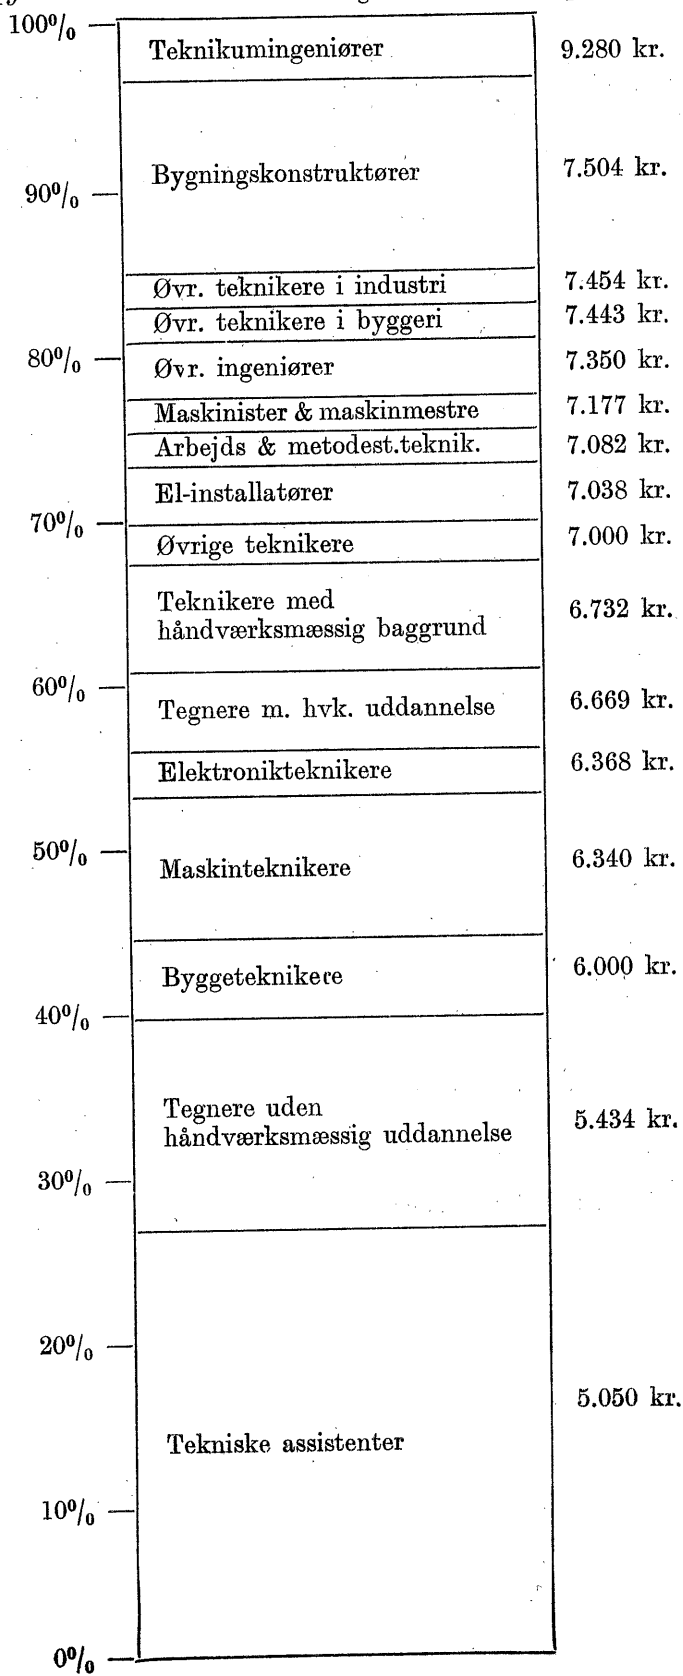 100%
Teknikumingeniører 9.280 kr.
Bygningskonstruktører 7.504 kr.
90%
Øvr. teknikere i industri 7.454 kr.
Øvr. teknikere i byggeri 7.443 kr.
80% Øvr. ingeniører 7.350 kr.
Maskinister & maskinmestre 7.177 kr.
Arbejds & metodest.teknik. 7.082 kr.
El-installatører 7.038 kr.
70%
Øvrige teknikere 7.000 kr.
Teknikere med
håndværksmæssig baggrund 6.732 kr.
60%
Tegnere m. hvk. uddannelse 6.669 kr.
Elektronikteknikere 6.368 kr.
50%
Maskinteknikere 6.340 kr.
Byggeteknikere 6.000 kr.
40%
Tegnere uden
håndværksmæssig uddannelse 5.434 kr.
30%
20%
5.050 kr.
Tekniske assistenter
10%
0%